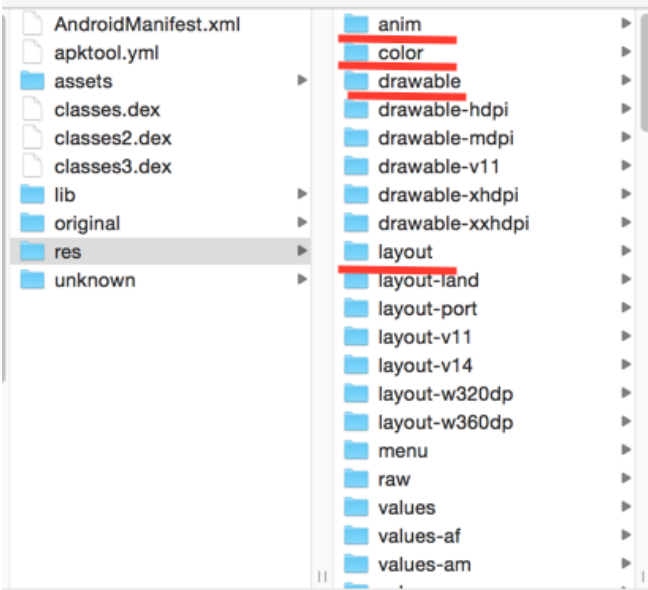 AndroidManifest.xml
apktool.yml
assets
classes.dex
classes2.dex
classes3.dex
lib
original
res
unknown
anim
color
drawable
drawable-hdpi
drawable-mdpi
drawable-v11
drawable-xhdpi
drawable-xxhdpi
layout
layout-land
layout-port
layout-v11
layout-v14
layout-w320dp
layout-w360dp
menu
raw
values
values-af
values-am